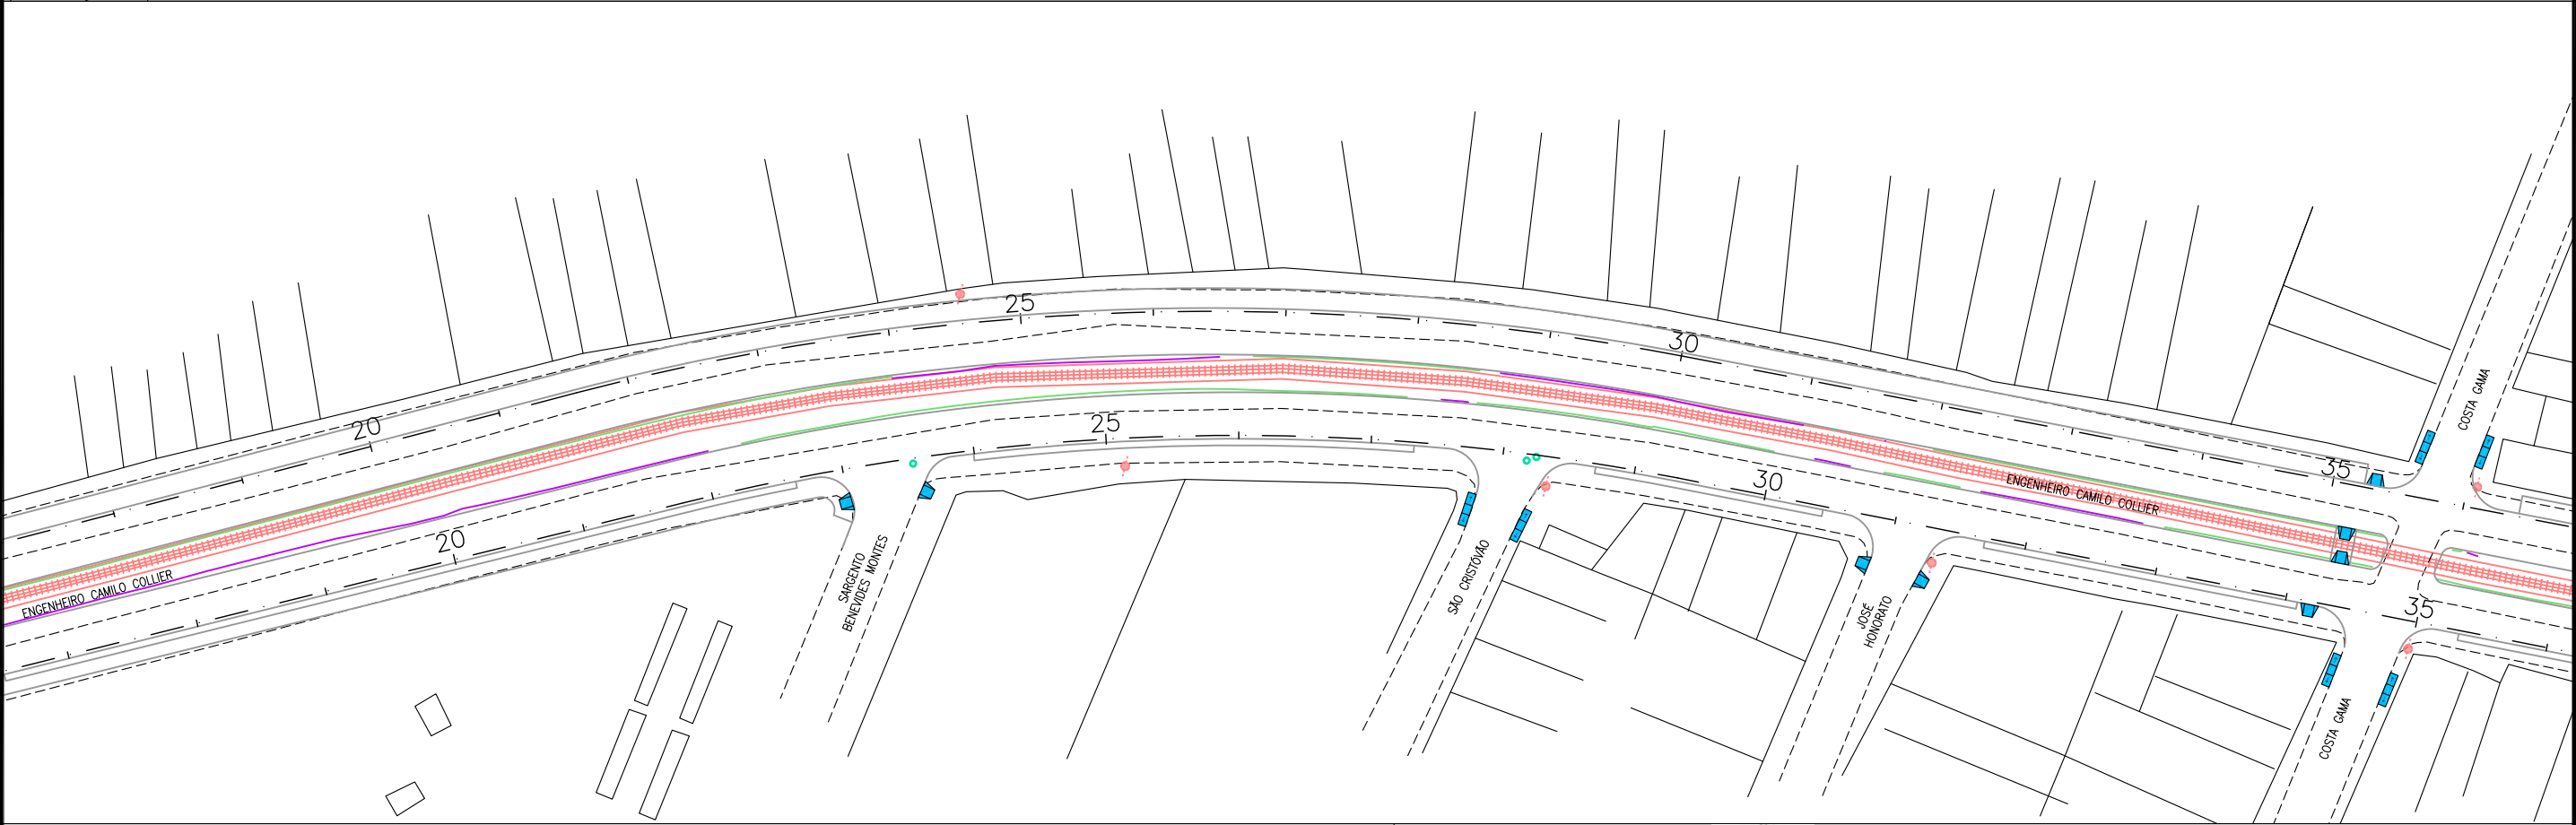 25
30
COSTA GAMA
20
25
35
ENGENHEIRO CAMILO COLLIER
30
20
ENGENHEIRO CAMILO COLLIER
SARGENTO
BENEVIDES MONTES
SÃO CRISTÓVÃO
JOSÉ
HONORATO
35
COSTA GAMA